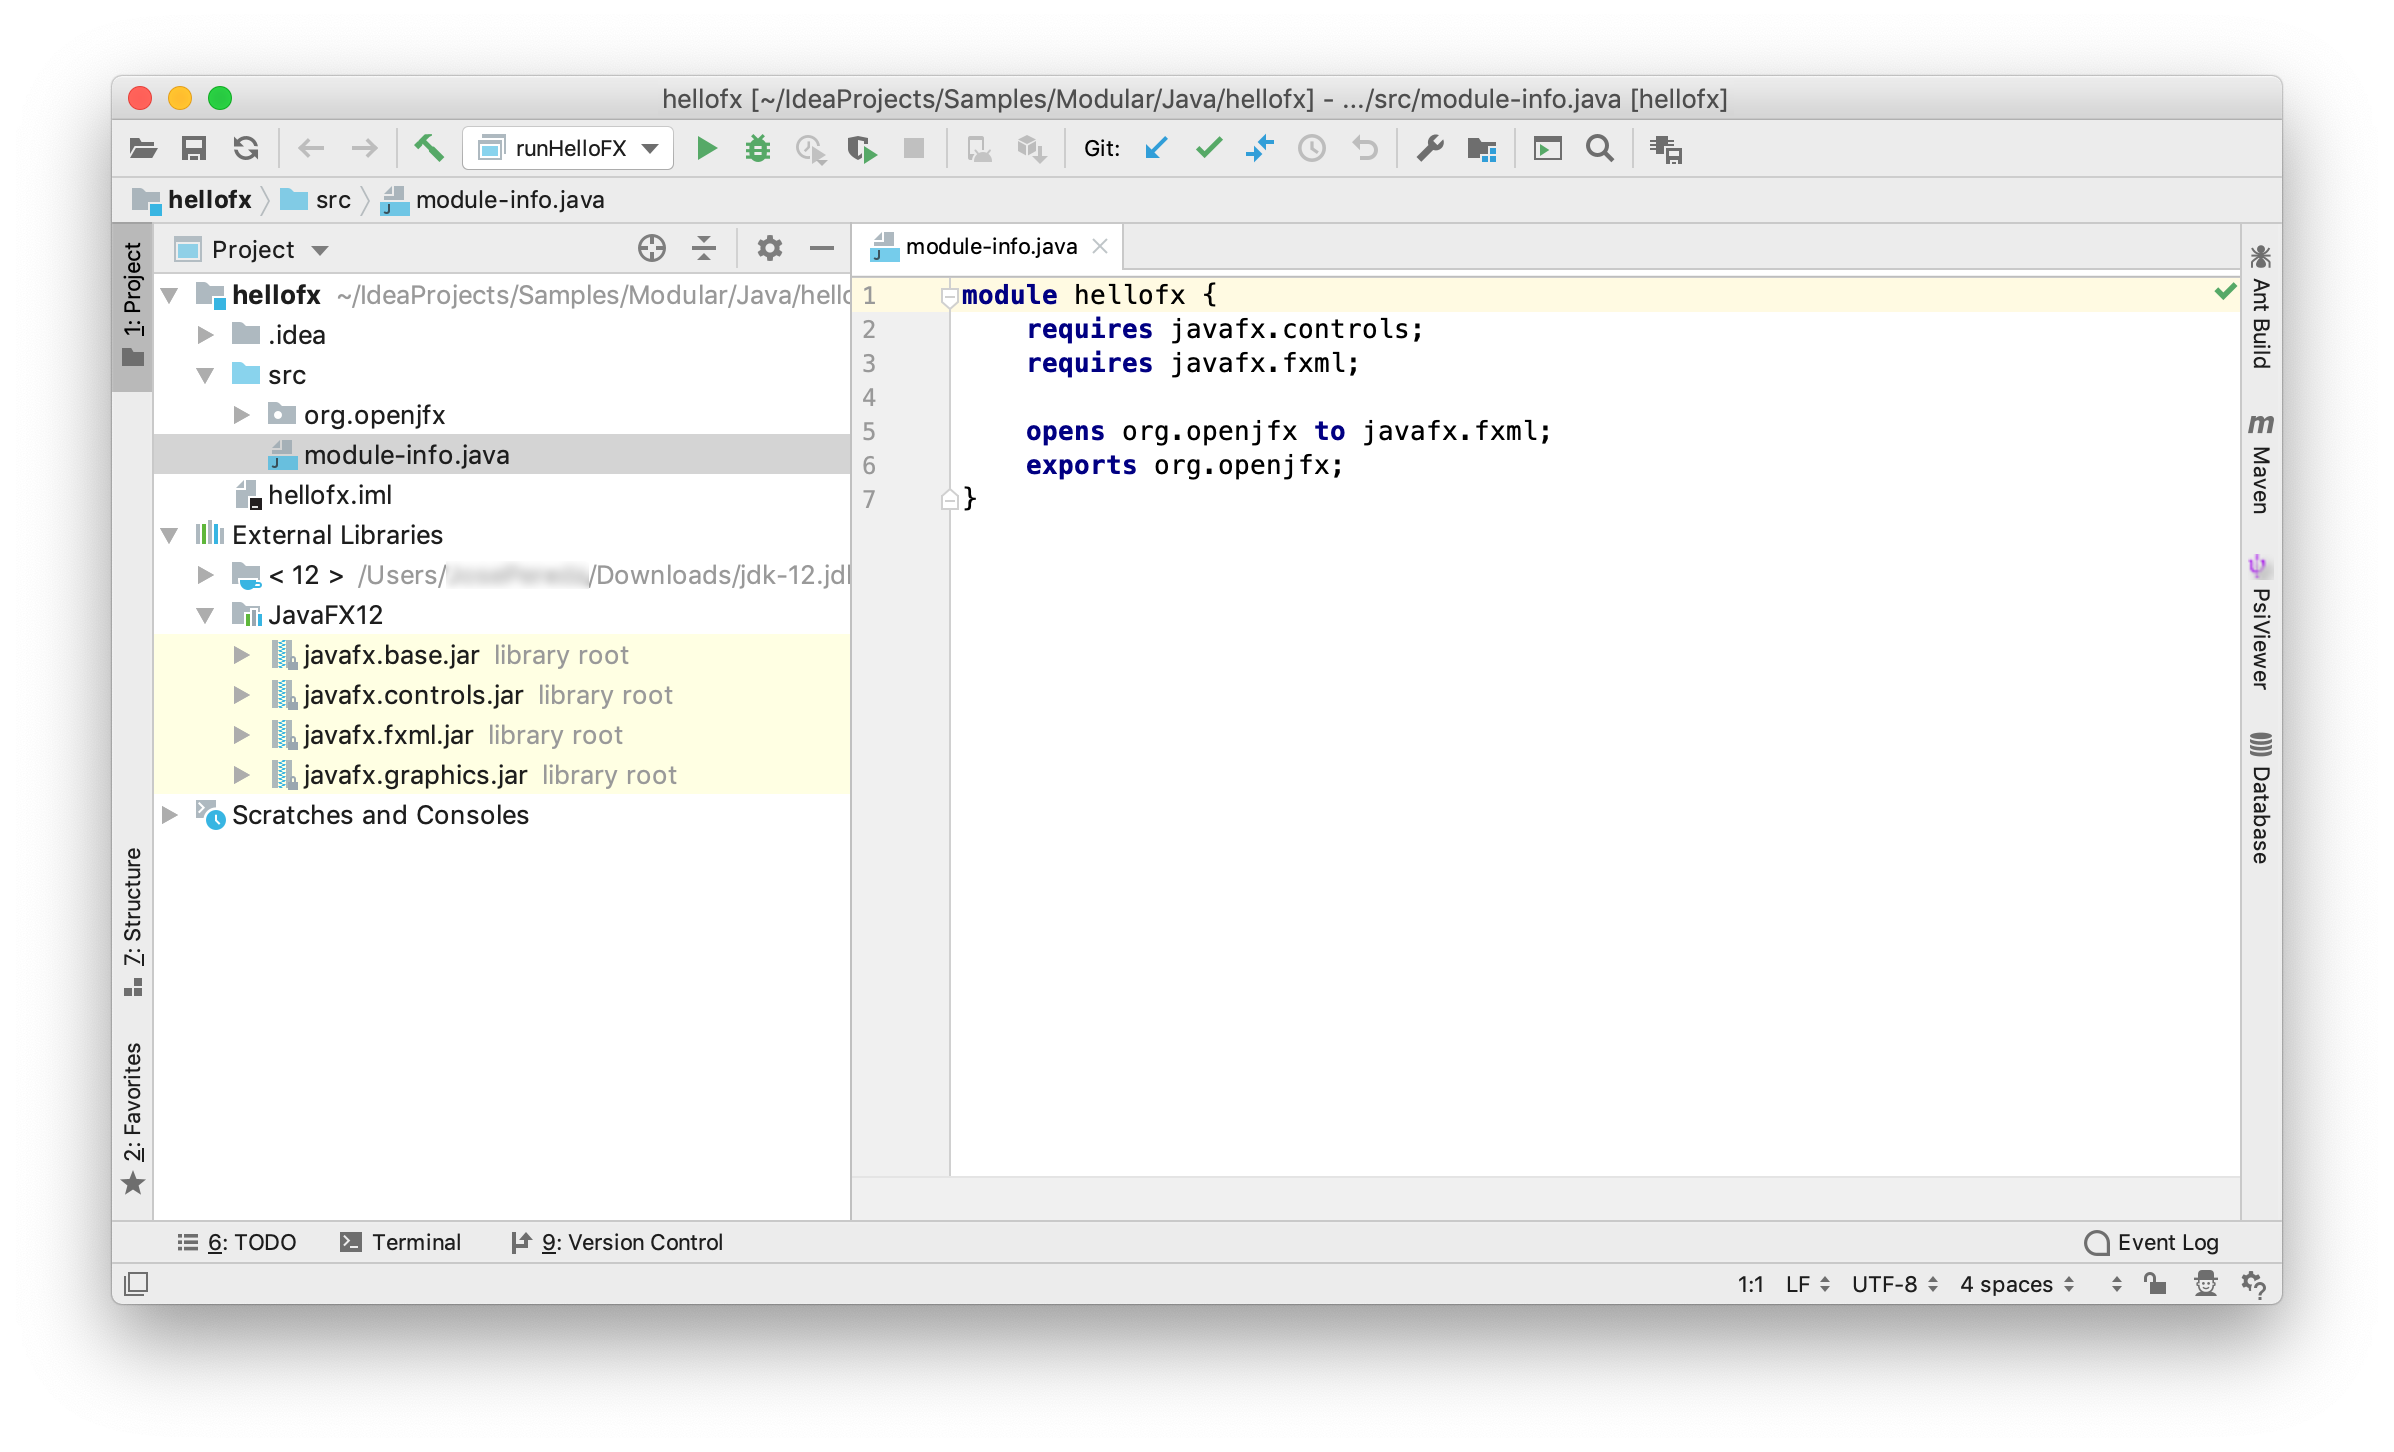 hellofx [~/IdeaProjects/Samples/Modular/Java/hellofx] - .../src/module-info.java [hellofx]
runHelloFX
Git:
hellofx
src
module-info.java
1: Project
Project
module-info.java
hellofx ~/IdeaProjects/Samples/Modular/Java/hello
.idea
src
org.openjfx
module-info.java
hellofx.iml
External Libraries
< 12 > /Users/ /Downloads/jdk-12.jdk
JavaFX12
javafx.base.jar library root
javafx.controls.jar library root
javafx.fxml.jar library root
javafx.graphics.jar library root
Scratches and Consoles
7: Structure
2: Favorites
1 module hellofx {
2 requires javafx.controls;
3 requires javafx.fxml;
4
5 opens org.openjfx to javafx.fxml;
6 exports org.openjfx;
7 }
Ant Build
m Maven
PsiViewer
Database
6: TODO
Terminal
9: Version Control
Event Log
1:1 LF UTF-8 4 spaces